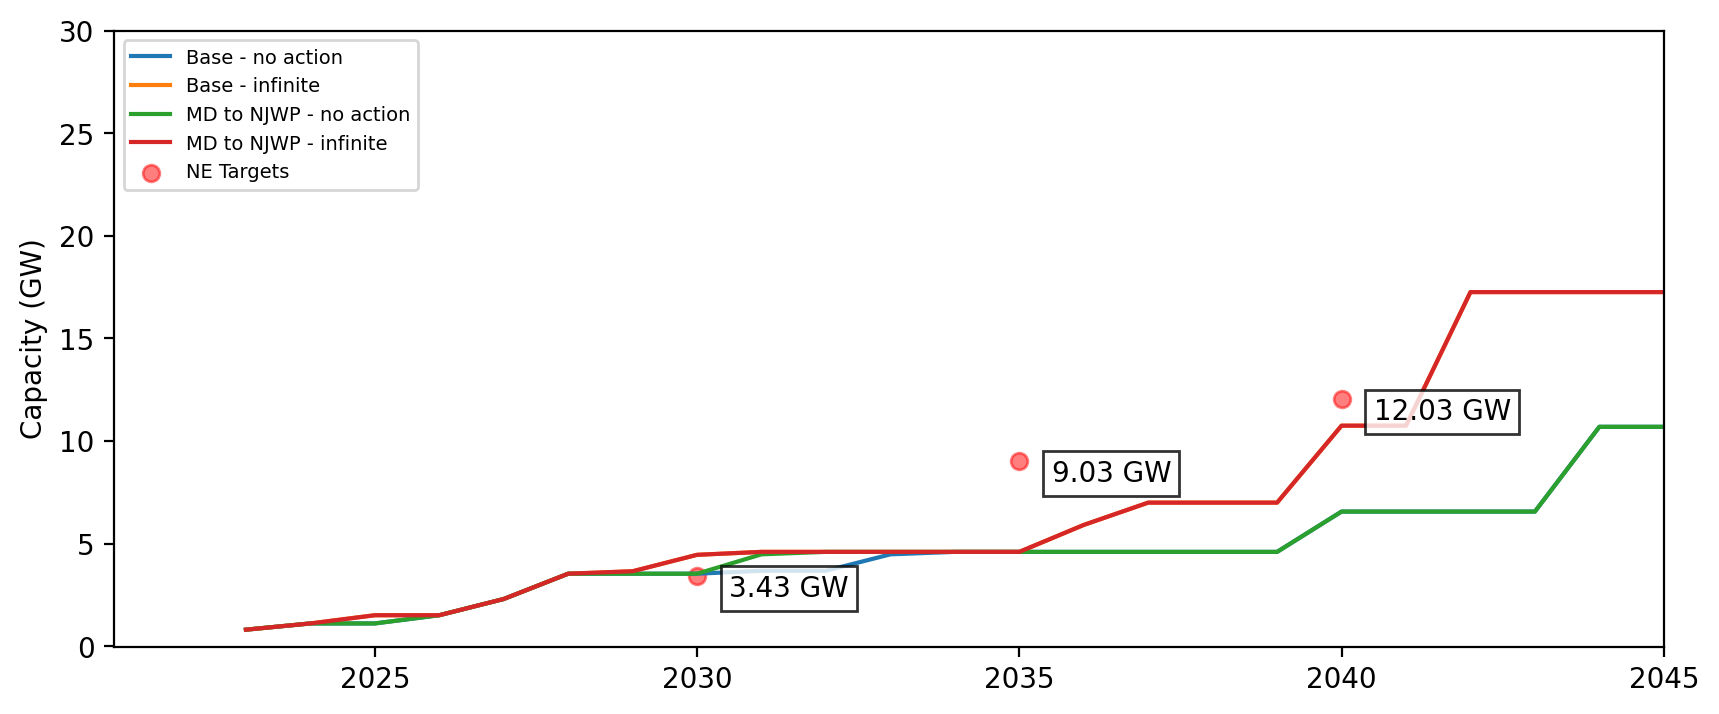 30
25
20
15
10
5
0
Capacity (GW)
Base - no action
Base - infinite
MD to NJWP - no action
MD to NJWP - infinite
NE Targets
12.03 GW
9.03 GW
3.43 GW
2025
2030
2035
2040
2045